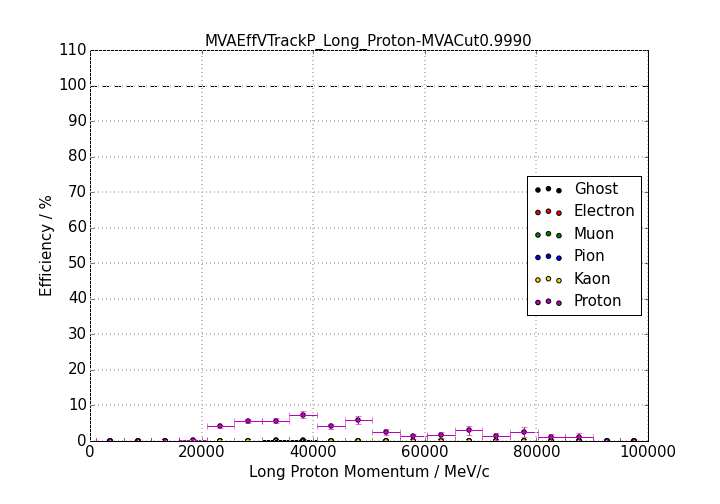 MVAEffVTrackP_Long_Proton-MVACut0.9990
110
100
90
80
70
60
50
40
30
20
10
0
Efficiency / %
Ghost
Electron
Muon
Pion
Kaon
Proton
0 20000 40000 60000 80000 100000
Long Proton Momentum / MeV/c